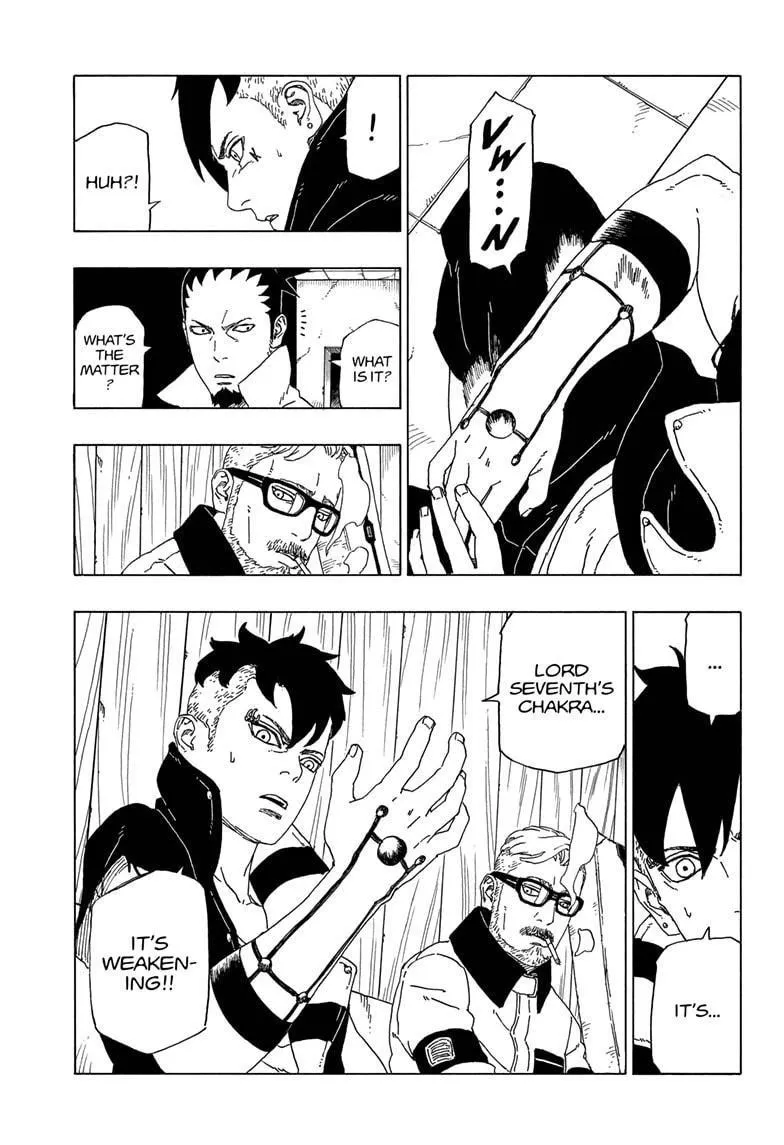 VW...N
!
HUH?!
WHAT
IS IT?
WHAT'S
THE
MATTER
?
...
IT'S...
LORD
SEVENTH'S
CHAKRA...
IT'S
WEAKEN-
ING!!